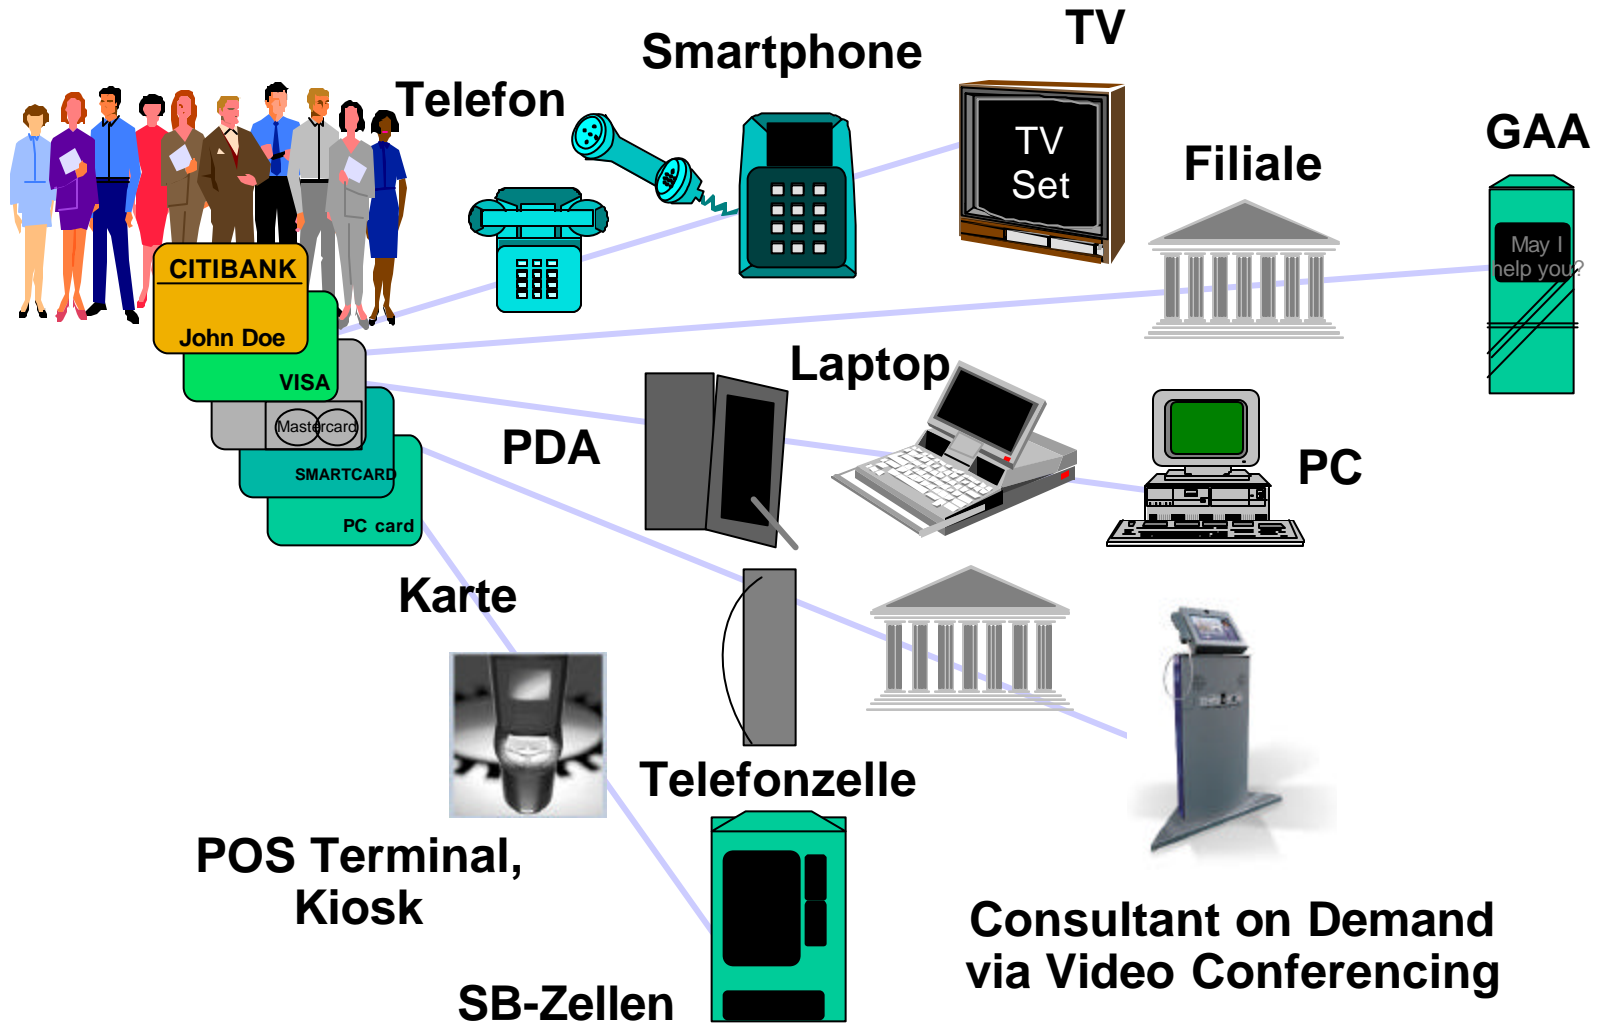 TV
Smartphone
Telefon
TV
Set
Filiale
GAA
May I
help you?
CITIBANK
John Doe
VISA
Mastercard
SMARTCARD
PC card
Laptop
PDA
PC
Karte
Telefonzelle
POS Terminal,
Kiosk
SB-Zellen
Consultant on Demand
via Video Conferencing